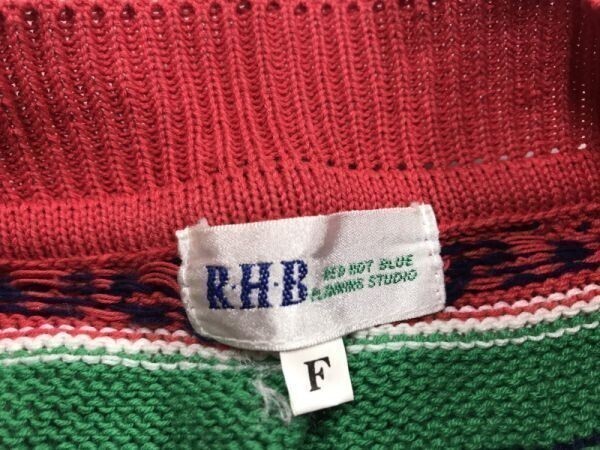 R·H·B
RED HOT BLUE
PLANNING STUDIO
F